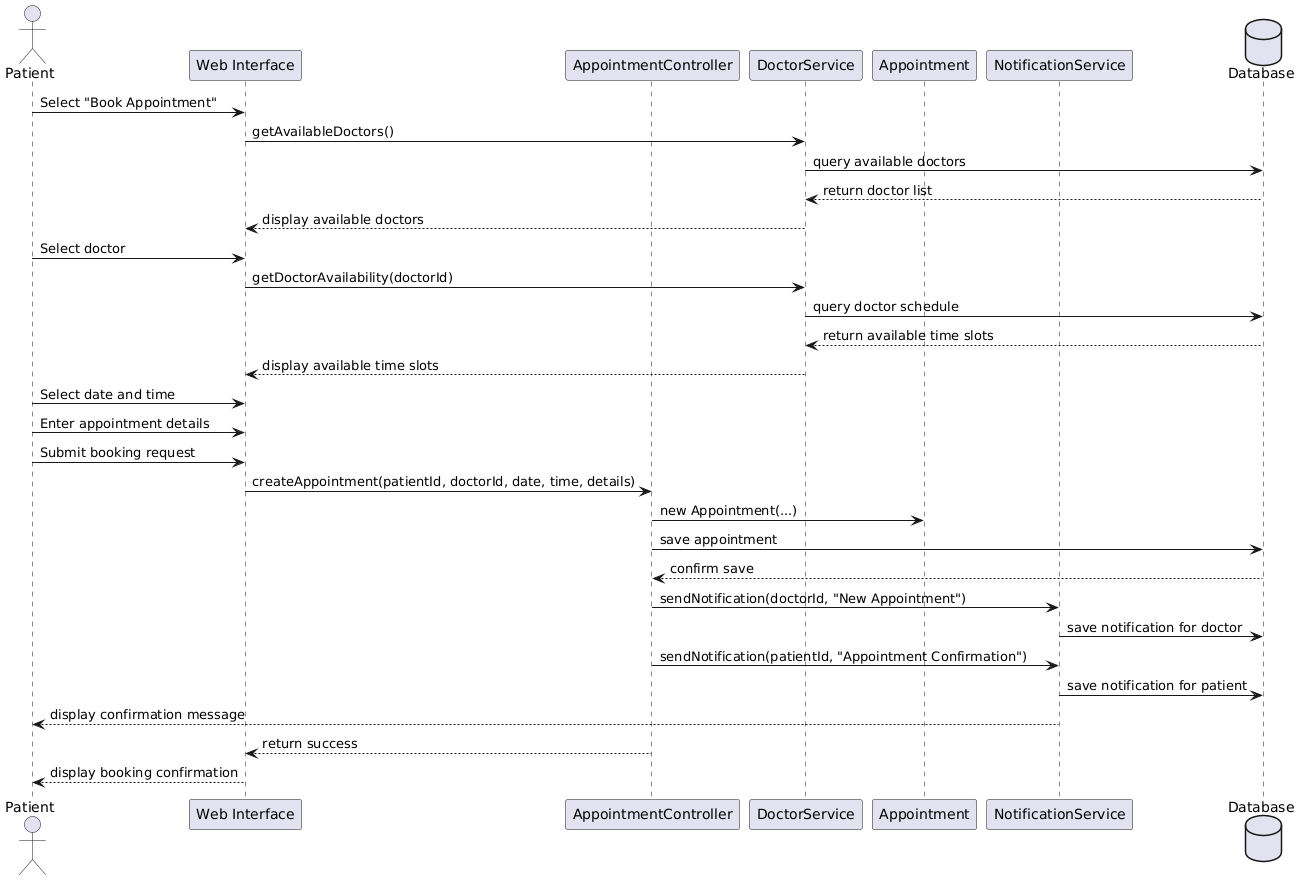 Patient
Web Interface
AppointmentController
DoctorService
Appointment
NotificationService
Database
Select "Book Appointment"
getAvailableDoctors()
query available doctors
return doctor list
display available doctors
Select doctor
getDoctorAvailability(doctorId)
query doctor schedule
return available time slots
display available time slots
Select date and time
Enter appointment details
Submit booking request
createAppointment(patientId, doctorId, date, time, details)
new Appointment(...)
save appointment
confirm save
sendNotification(doctorId, "New Appointment")
save notification for doctor
sendNotification(patientId, "Appointment Confirmation")
save notification for patient
display confirmation message
return success
display booking confirmation
Patient
Web Interface
AppointmentController
DoctorService
Appointment
NotificationService
Database